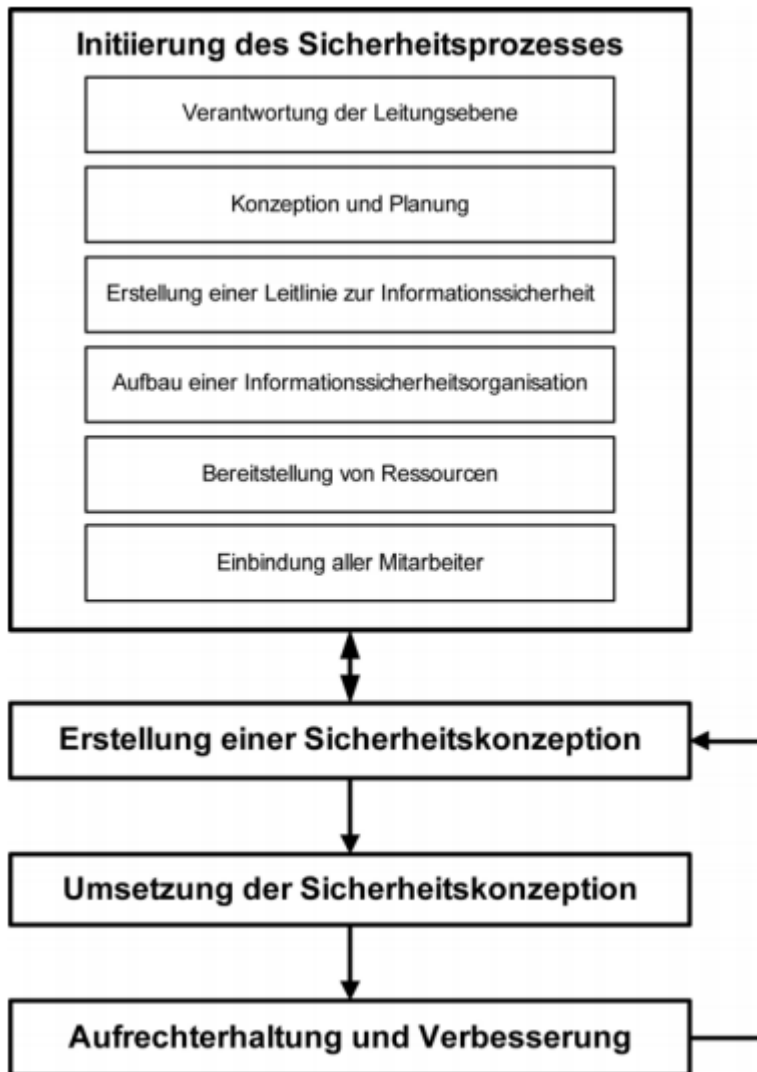 Initiierung des Sicherheitsprozesses
Verantwortung der Leitungsebene
Konzeption und Planung
Erstellung einer Leitlinie zur Informationssicherheit
Aufbau einer Informationssicherheitsorganisation
Bereitstellung von Ressourcen
Einbindung aller Mitarbeiter
Erstellung einer Sicherheitskonzeption
Umsetzung der Sicherheitskonzeption
Aufrechterhaltung und Verbesserung